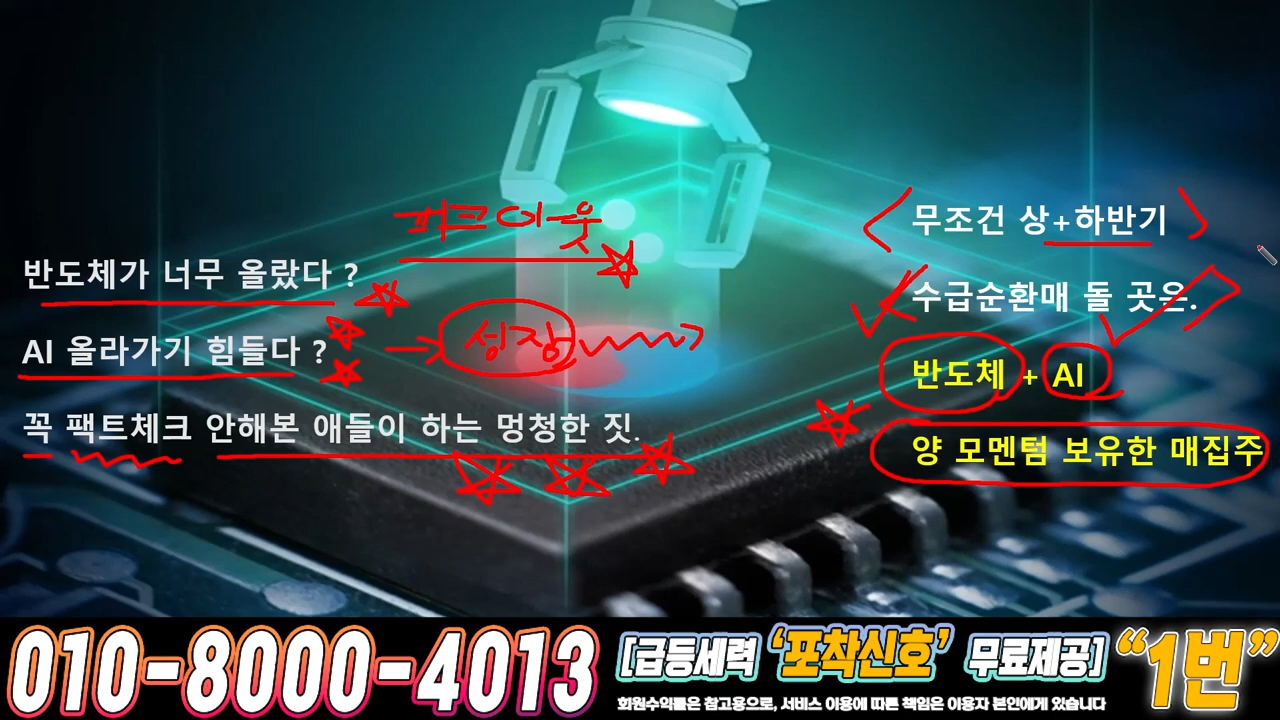 피크아웃
반도체가 너무 올랐다 ?
AI 올라가기 힘들다 ?
성장
꼭 팩트체크 안해본 애들이 하는 멍청한 짓.
무조건 상+하반기
수급순환매 돌 곳은.
반도체 + AI
양 모멘텀 보유한 매집주
010-8000-4013
[급등세력 '포착신호' 무료제공] "1번"
회원수익률은 참고용으로, 서비스 이용에 따른 책임은 이용자 본인에게 있습니다